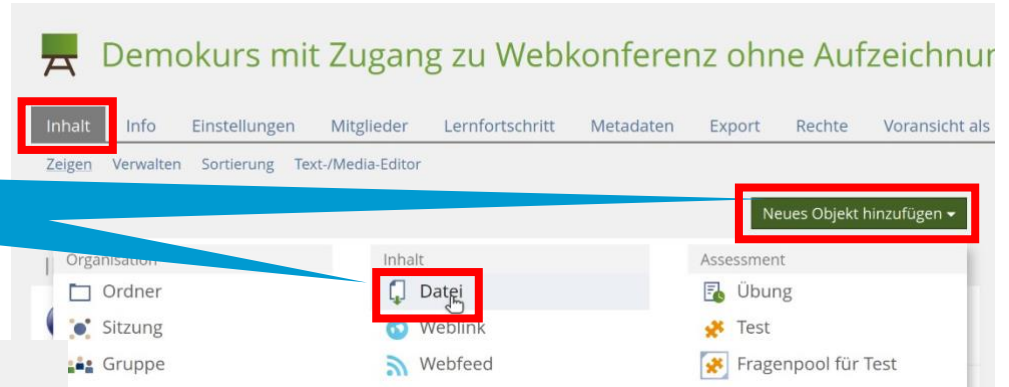 Demokurs mit Zugang zu Webkonferenz ohne Aufzeichnun
Inhalt Info Einstellungen Mitglieder Lernfortschritt Metadaten Export Rechte Voransicht als
Zeigen Verwalten Sortierung Text-/Media-Editor
Neues Objekt hinzufügen
Organisation Inhalt Assessment
Ordner Datei Übung
Sitzung Weblink Test
Gruppe Webfeed Fragenpool für Test